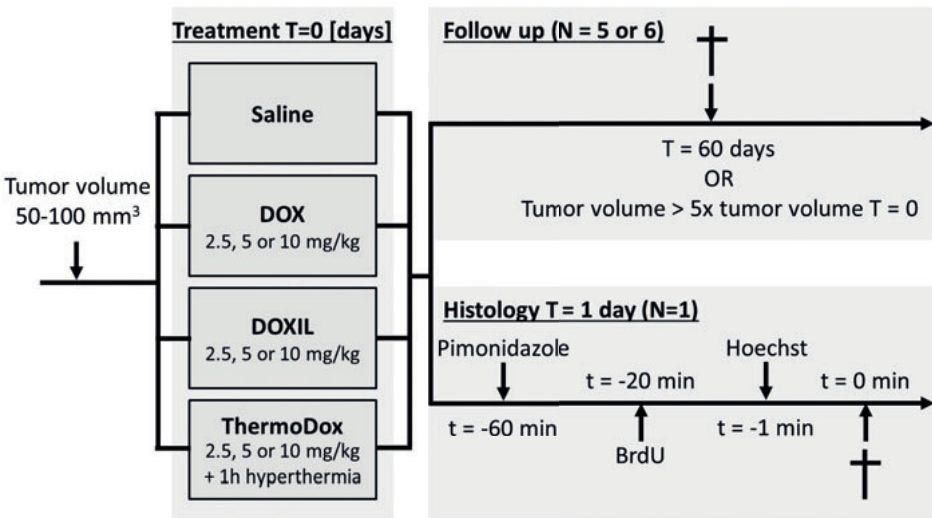 Treatment T=0 [days]
Saline
DOX
2.5, 5 or 10 mg/kg
DOXIL
2.5, 5 or 10 mg/kg
ThermoDox
2.5, 5 or 10 mg/kg
+ 1h hyperthermia
Tumor volume
50-100 mm³
Follow up (N = 5 or 6)
T = 60 days
OR
Tumor volume > 5x tumor volume T = 0
Histology T = 1 day (N=1)
Pimonidazole
Hoechst
t = -20 min
t = 0 min
t = -60 min
t = -1 min
BrdU